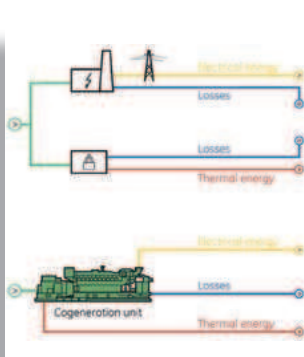 Electrical energy
Losses
Losses
Thermal energy
Electrical energy
Losses
Cogeneration unit
Thermal energy